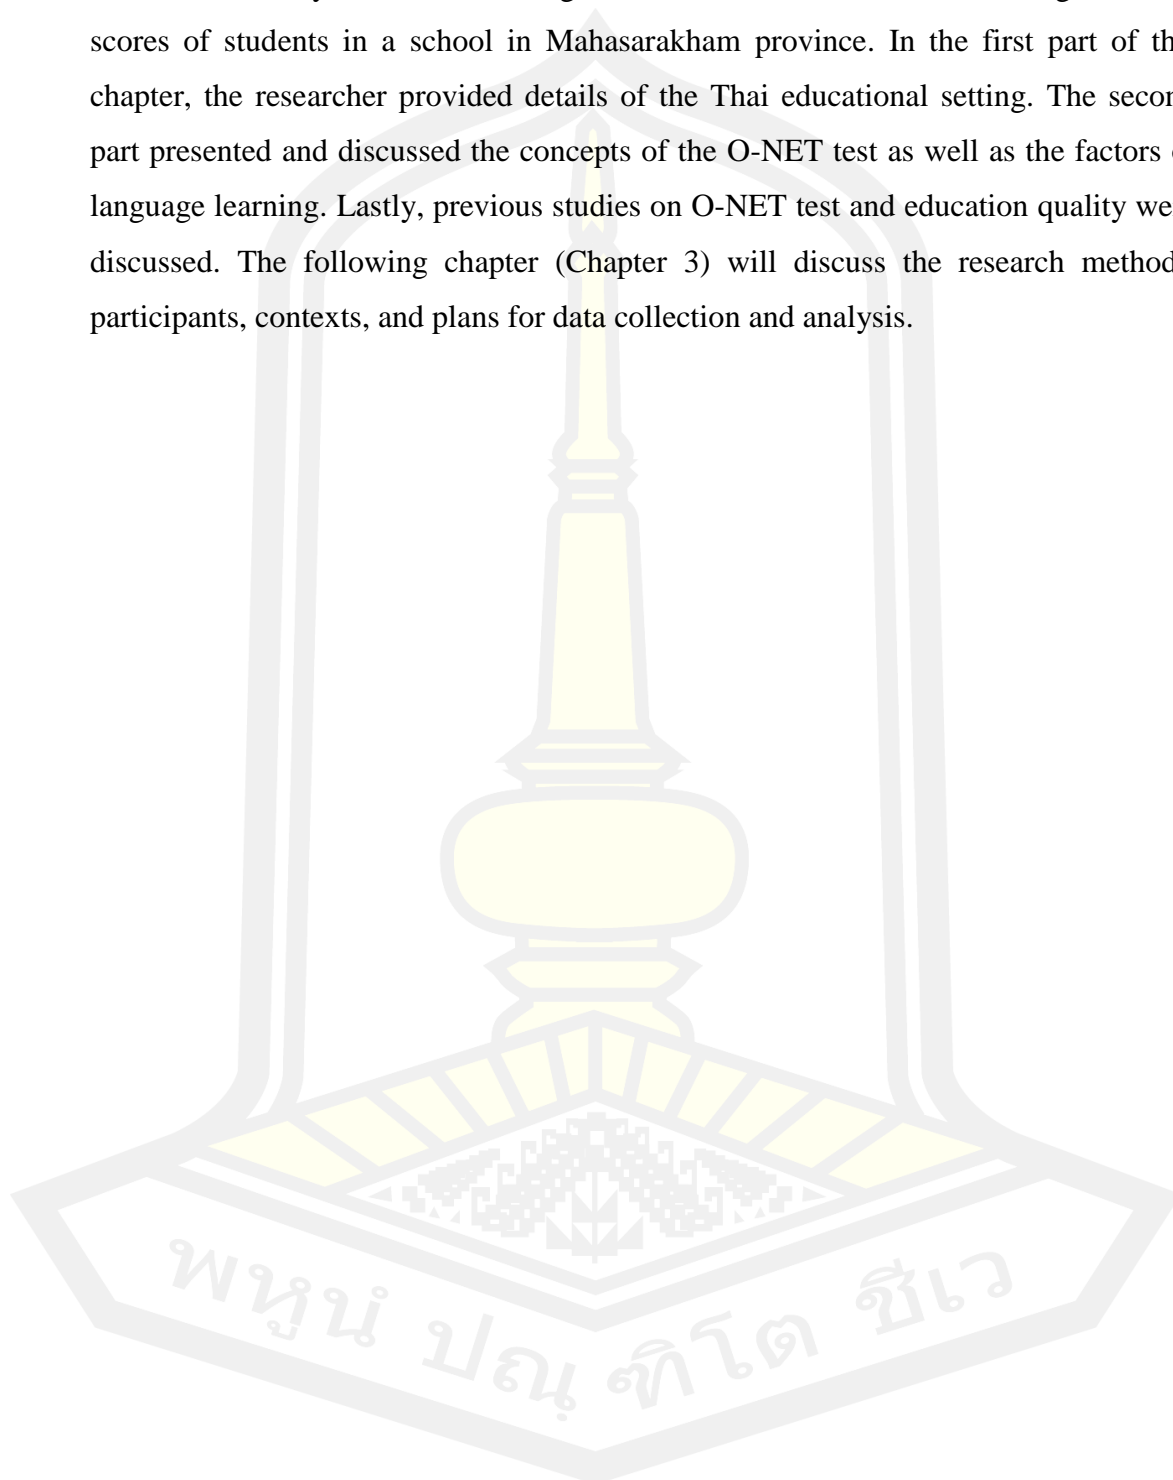 scores of students in a school in Mahasarakham province. In the first part of
chapter, the researcher provided details of the Thai educational setting. The
part presented and discussed the concepts of the O-NET test as well as the factors
language learning. Lastly, previous studies on O-NET test and education quality
discussed. The following chapter (Chapter 3) will discuss the research
participants, contexts, and plans for data collection and analysis.
พหูนํ ปณฺฑิโต ชีเว